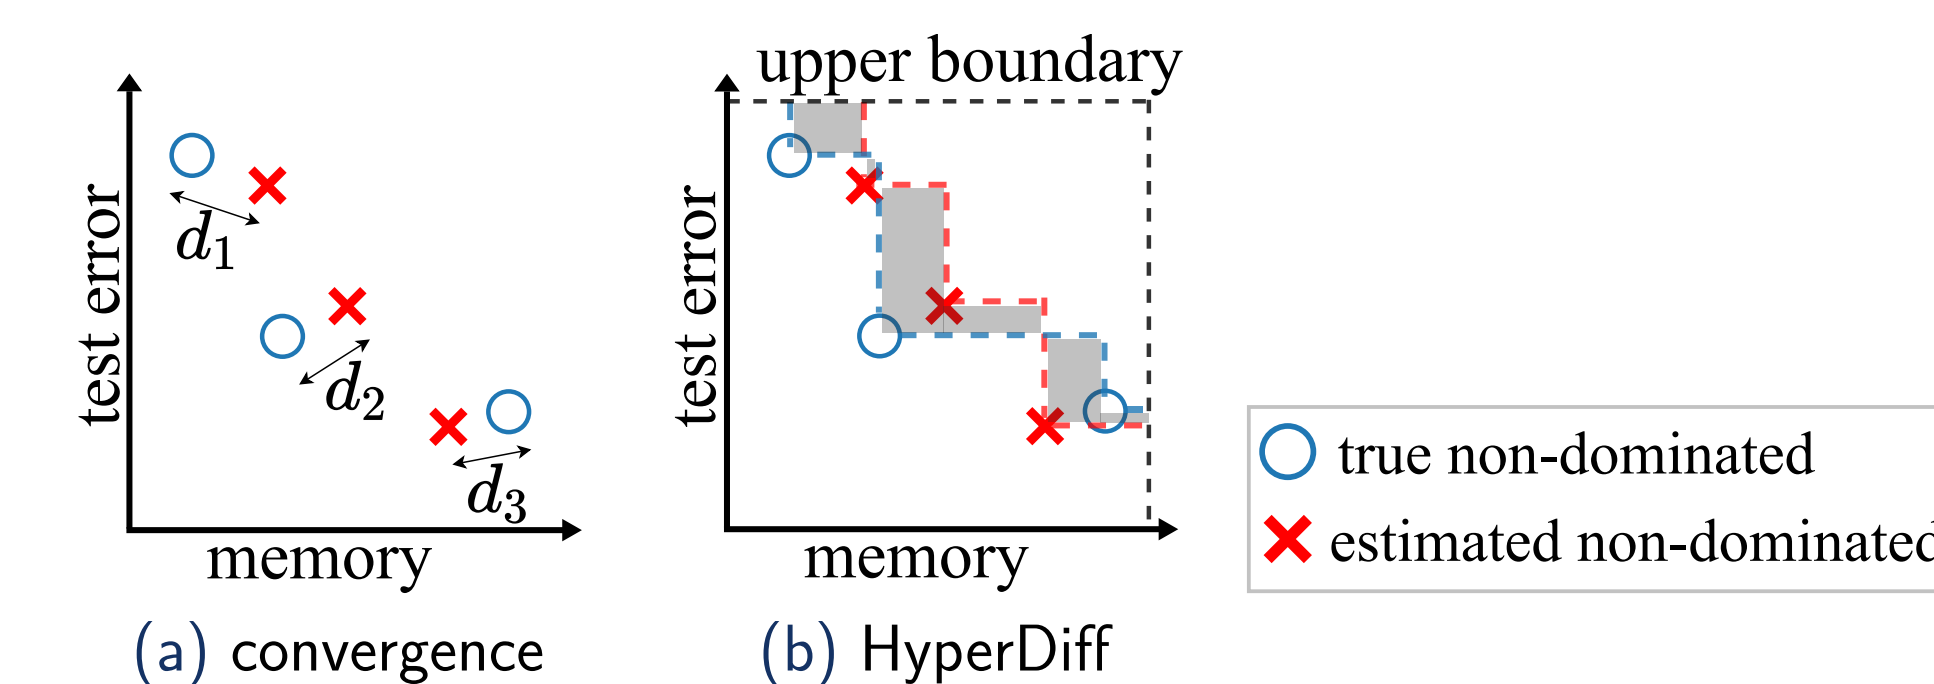 test error
d1
d2
d3
memory
(a) convergence
upper boundary
test error
memory
(b) HyperDiff
true non-dominated
estimated non-dominated